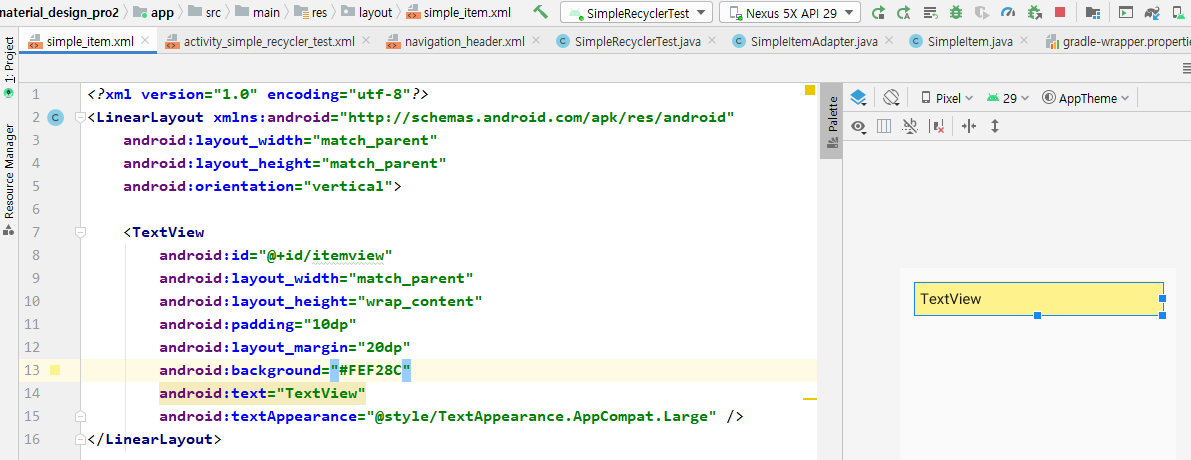 naterial_design_pro2 app src main res layout simple_item.xml SimpleRecyclerTest Nexus 5X API 29
simple_item.xml activity_simple_recycler_test.xml navigation_header.xml SimpleRecyclerTest.java SimpleItemAdapter.java SimpleItem.java gradle-wrapper.propertie
1: Project
Resource Manager
Palette
Pixel 29 AppTheme
1 <?xml version="1.0" encoding="utf-8"?>
2 <LinearLayout xmlns:android="http://schemas.android.com/apk/res/android"
3 android:layout_width="match_parent"
4 android:layout_height="match_parent"
5 android:orientation="vertical">
6
7 <TextView
8 android:id="@+id/itemview"
9 android:layout_width="match_parent"
10 android:layout_height="wrap_content"
11 android:padding="10dp"
12 android:layout_margin="20dp"
13 android:background="#FEF28C"
14 android:text="TextView"
15 android:textAppearance="@style/TextAppearance.AppCompat.Large" />
16 </LinearLayout>
TextView